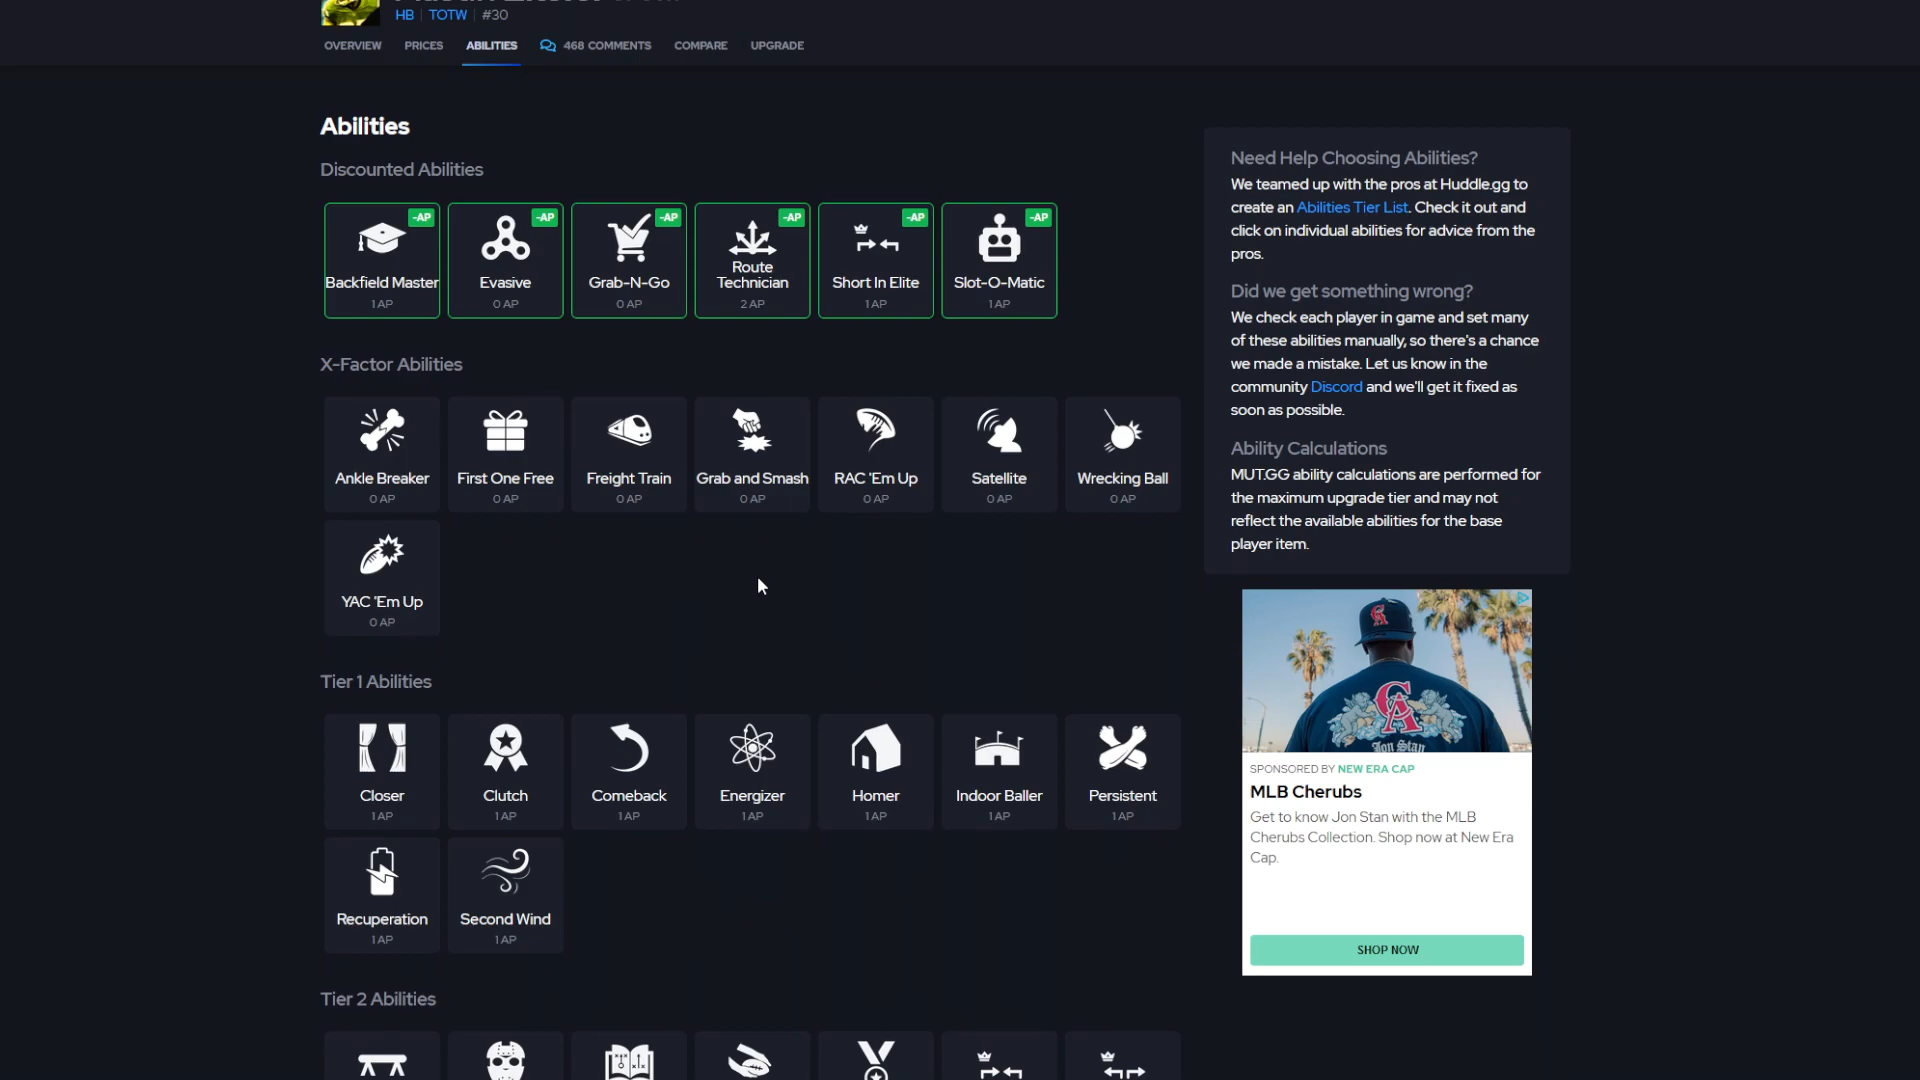 HB TOTW #30
OVERVIEW PRICES ABILITIES 468 COMMENTS COMPARE UPGRADE
Abilities
Discounted Abilities
-AP -AP -AP -AP -AP -AP
Backfield Master Evasive Grab-N-Go Route Technician Short In Elite Slot-O-Matic
1 AP 0 AP 0 AP 2 AP 1 AP 1 AP
X-Factor Abilities
Ankle Breaker First One Free Freight Train Grab and Smash RAC 'Em Up Satellite Wrecking Ball
0 AP 0 AP 0 AP 0 AP 0 AP 0 AP 0 AP
YAC 'Em Up
0 AP
Tier 1 Abilities
Closer Clutch Comeback Energizer Homer Indoor Baller Persistent
1 AP 1 AP 1 AP 1 AP 1 AP 1 AP 1 AP
Recuperation Second Wind
1 AP 1 AP
Tier 2 Abilities
Need Help Choosing Abilities?
We teamed up with the pros at Huddle.gg to
create an Abilities Tier List. Check it out and
click on individual abilities for advice from the
pros.
Did we get something wrong?
We check each player in game and set many
of these abilities manually, so there's a chance
we made a mistake. Let us know in the
community Discord and we'll get it fixed as
soon as possible.
Ability Calculations
MUT.GG ability calculations are performed for
the maximum upgrade tier and may not
reflect the available abilities for the base
player item.
CA
Jon Stan
SPONSORED BY NEW ERA CAP
MLB Cherubs
Get to know Jon Stan with the MLB
Cherubs Collection. Shop now at New Era
Cap.
SHOP NOW